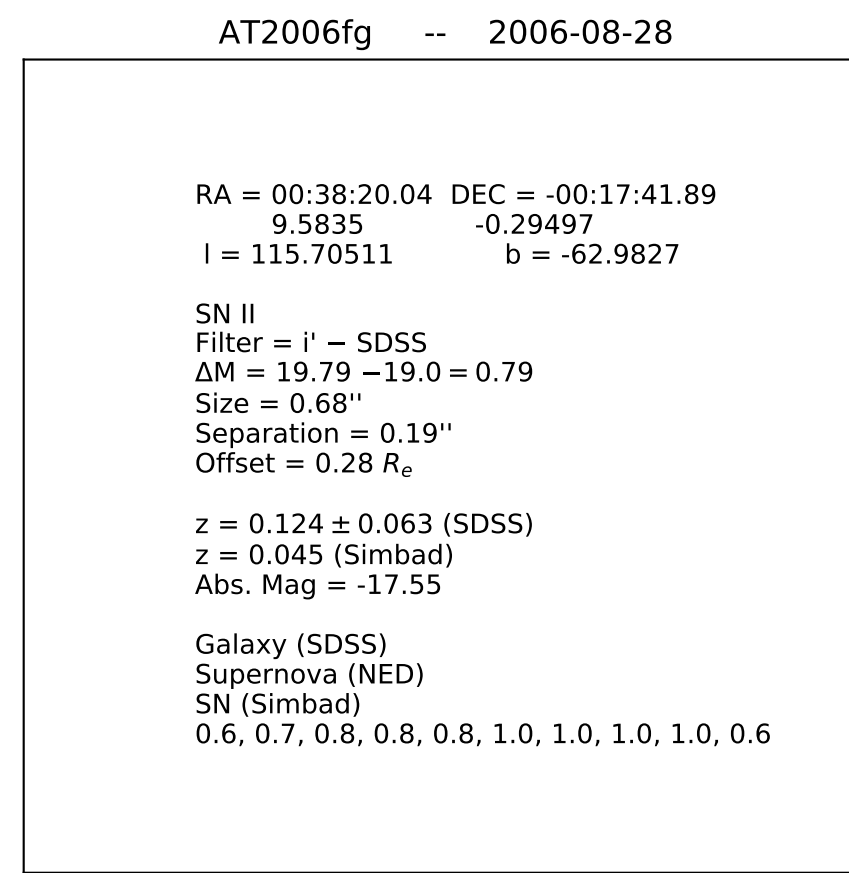 AT2006fg -- 2006-08-28
RA = 00:38:20.04 DEC = -00:17:41.89
9.5835 -0.29497
l = 115.70511 b = -62.9827
SN II
Filter = i' − SDSS
ΔM = 19.79 −19.0 = 0.79
Size = 0.68''
Separation = 0.19''
Offset = 0.28 Rₑ
z = 0.124 ± 0.063 (SDSS)
z = 0.045 (Simbad)
Abs. Mag = -17.55
Galaxy (SDSS)
Supernova (NED)
SN (Simbad)
0.6, 0.7, 0.8, 0.8, 0.8, 1.0, 1.0, 1.0, 1.0, 0.6